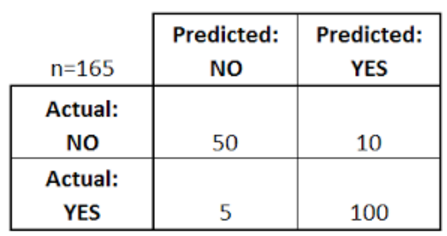 Predicted: Predicted:
n=165 NO YES
Actual:
NO 50 10
Actual:
YES 5 100